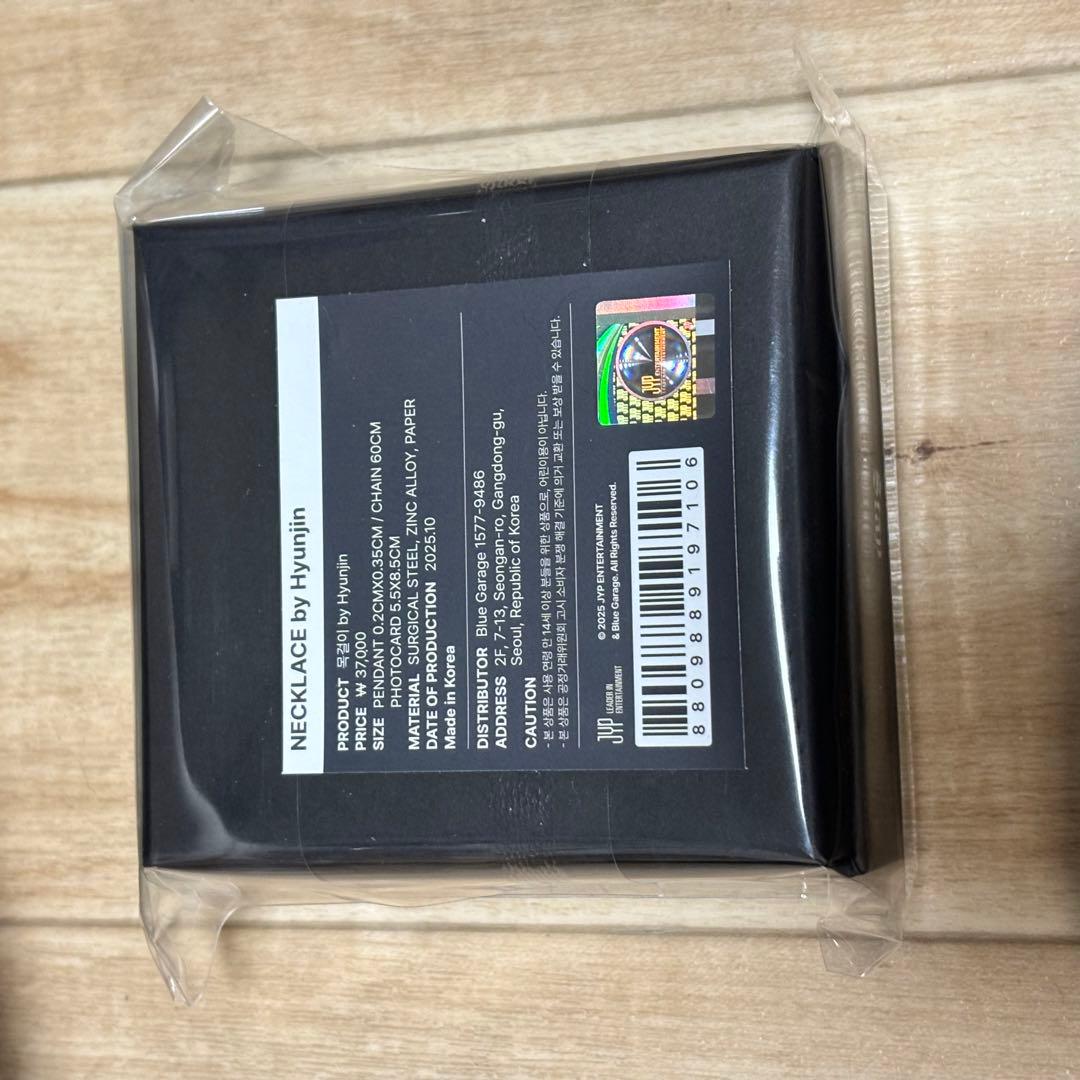 NECKLACE by Hyunjin
PRODUCT 목걸이 by Hyunjin
PRICE ₩ 37,000
SIZE PENDANT 0.2CMX0.35CM / CHAIN 60CM
PHOTOCARD 5.5X8.5CM
MATERIAL SURGICAL STEEL, ZINC ALLOY, PAPER
DATE OF PRODUCTION 2025.10
Made in Korea
DISTRIBUTOR Blue Garage 1577-9486
ADDRESS 2F, 7-13, Seongan-ro, Gangdong-gu,
Seoul, Republic of Korea
CAUTION
- 본 상품은 사용 연령 만 14세 이상 분들을 위한 상품으로, 어린이용이 아닙니다.
- 본 상품은 공정거래위원회 고시 소비자 분쟁 해결 기준에 의거 교환 또는 보상 받을 수 있습니다.
JYP LEADER IN
ENTERTAINMENT
© 2025 JYP ENTERTAINMENT
& Blue Garage. All Rights Reserved.
8809889197106
JYP
ENTERTAINMENT